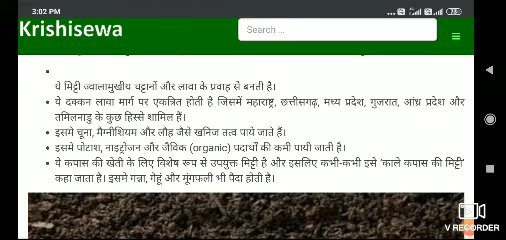 3:02 PM
78
Krishisewa
Search ...
ये मिट्टी ज्वालामुखीय चट्टानों और लावा के प्रवाह से बनती है।
ये दक्कन लावा मार्ग पर एकत्रित होती है जिसमें महाराष्ट्र, छत्तीसगढ़, मध्य प्रदेश, गुजरात, आंध्र प्रदेश और
तमिलनाडु के कुछ हिस्से शामिल हैं।
इसमे चूना, मैग्नीशियम और लौह जैसे खनिज तत्व पाये जाते हैं।
इसमे पोटाश, नाइट्रोजन और जैविक (organic) पदार्थों की कमी पायी जाती है।
ये कपास की खेती के लिए विशेष रूप से उपयुक्त मिट्टी है और इसलिए कभी-कभी इसे 'काले कपास की मिट्टी'
कहा जाता है। इसमे गन्ना, गेहूं और मूंगफली भी पैदा होती है।
V RECORDER